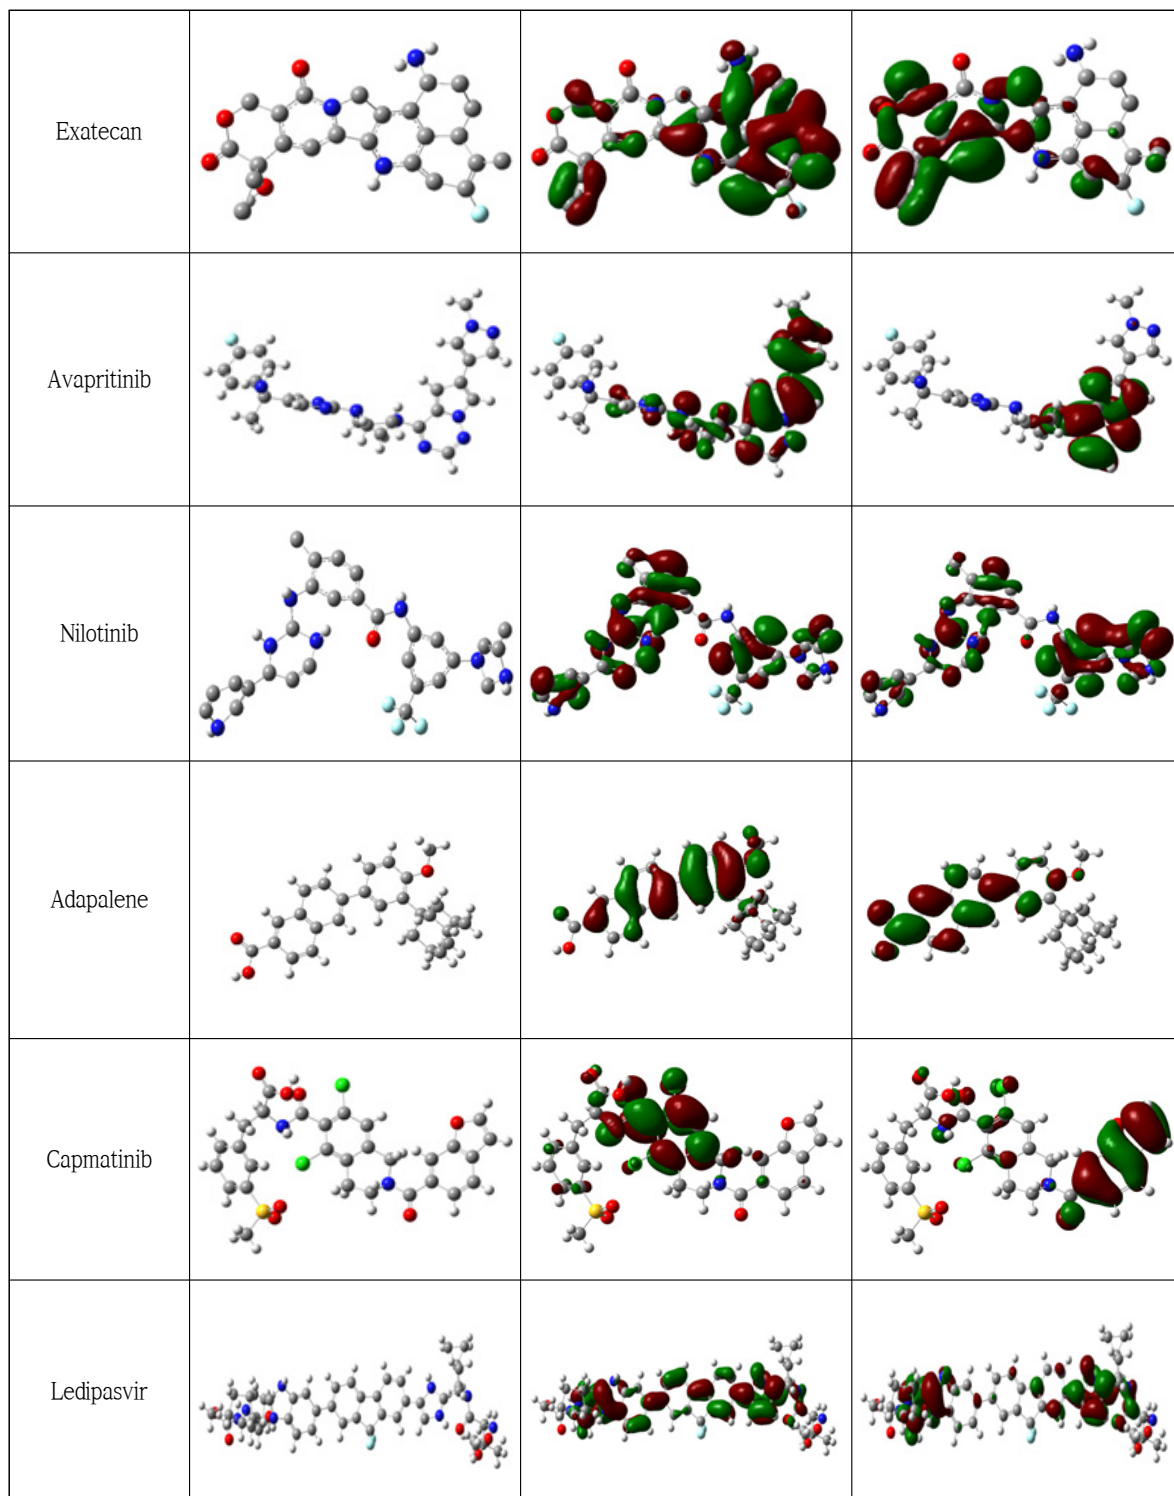 Exatecan
Avapritinib
Nilotinib
Adapalene
Capmatinib
Ledipasvir